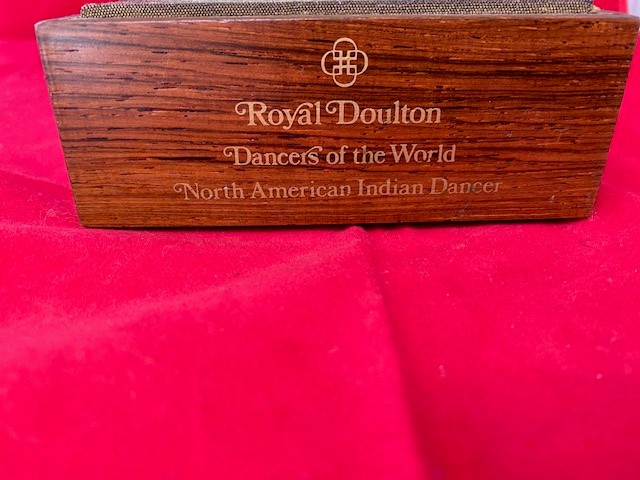 Royal Doulton
Dancers of the World
North American Indian Dancer